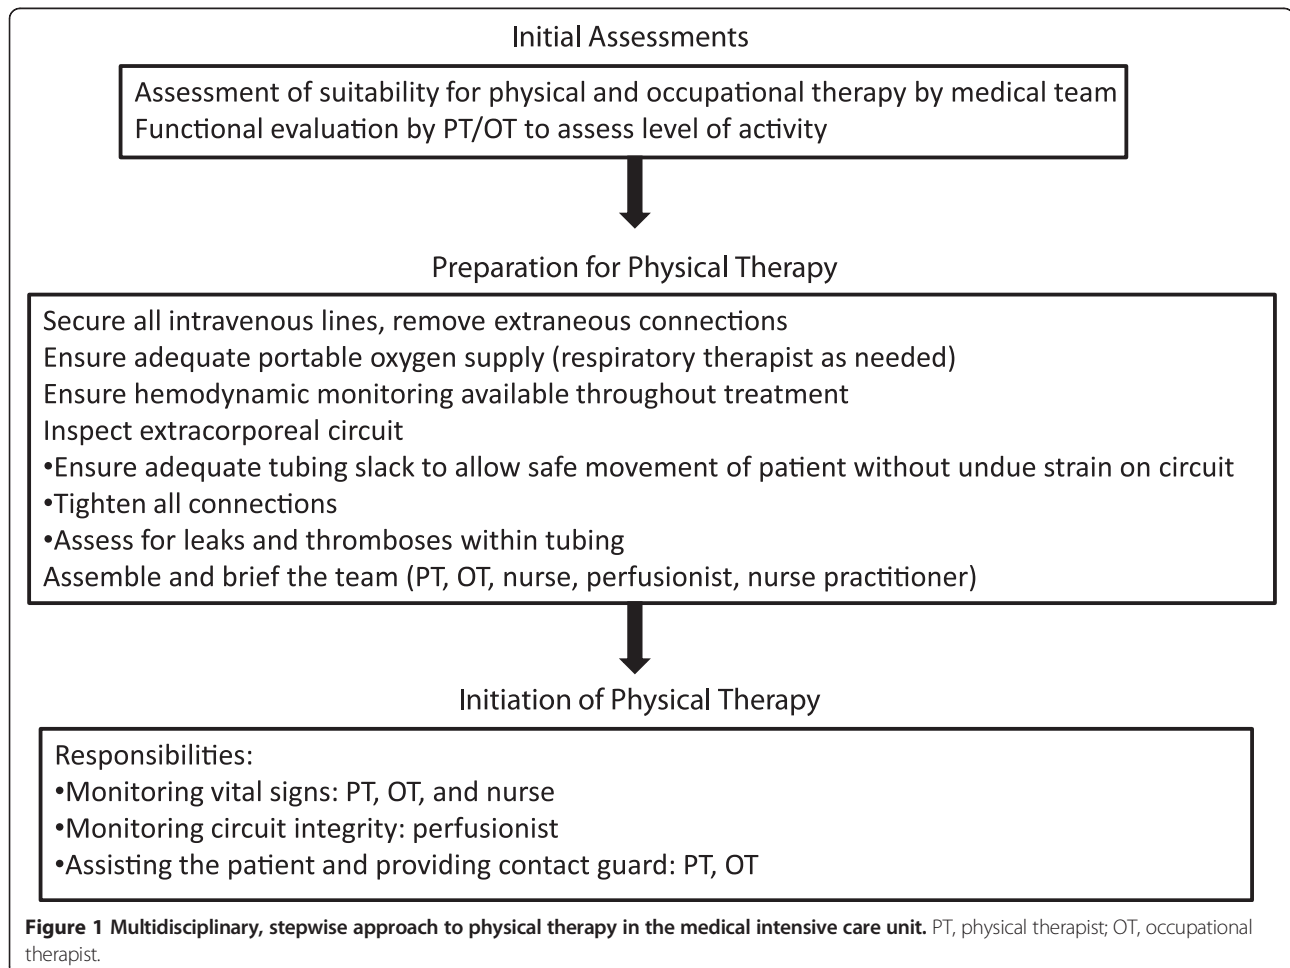 Initial Assessments
Assessment of suitability for physical and occupational therapy by medical team
Functional evaluation by PT/OT to assess level of activity
Preparation for Physical Therapy
Secure all intravenous lines, remove extraneous connections
Ensure adequate portable oxygen supply (respiratory therapist as needed)
Ensure hemodynamic monitoring available throughout treatment
Inspect extracorporeal circuit
•Ensure adequate tubing slack to allow safe movement of patient without undue strain on circuit
•Tighten all connections
•Assess for leaks and thromboses within tubing
Assemble and brief the team (PT, OT, nurse, perfusionist, nurse practitioner)
Initiation of Physical Therapy
Responsibilities:
•Monitoring vital signs: PT, OT, and nurse
•Monitoring circuit integrity: perfusionist
•Assisting the patient and providing contact guard: PT, OT
Figure 1 Multidisciplinary, stepwise approach to physical therapy in the medical intensive care unit. PT, physical therapist; OT, occupational
therapist.